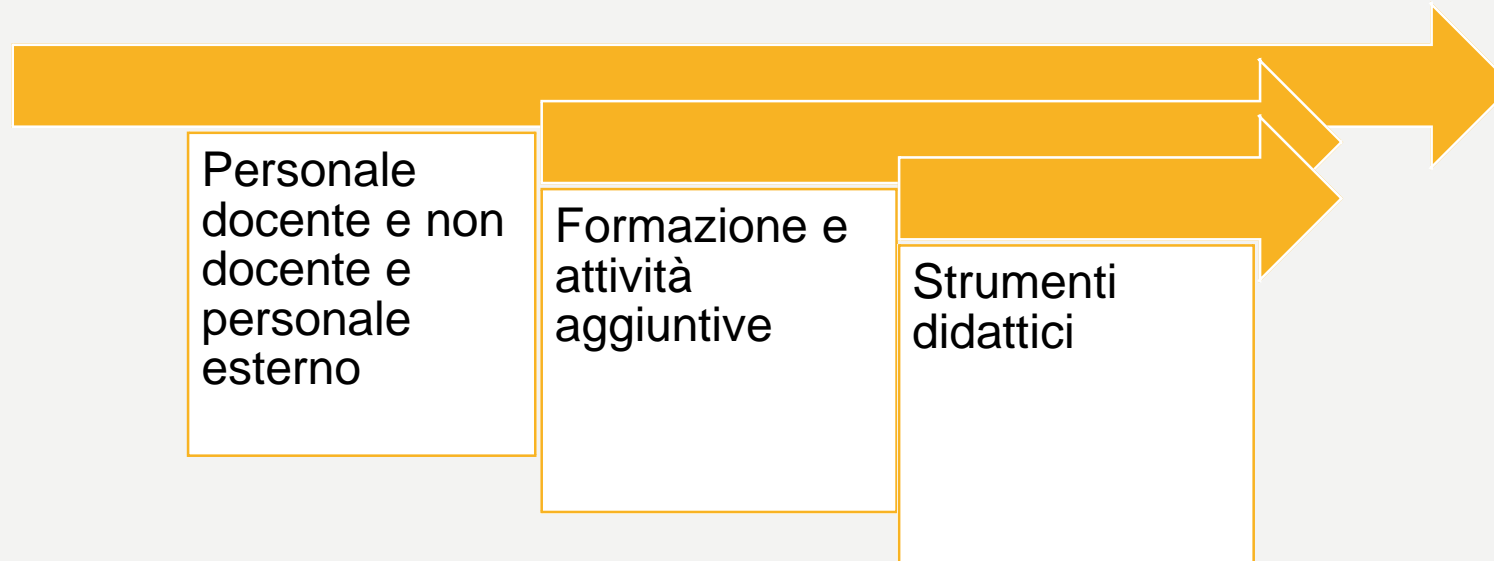 Personale
docente e non
docente e
personale
esterno
Formazione e
attività
aggiuntive
Strumenti
didattici